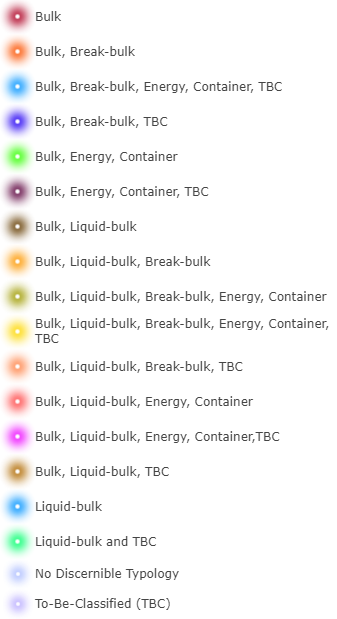 Bulk
Bulk, Break-bulk
Bulk, Break-bulk, Energy, Container, TBC
Bulk, Break-bulk, TBC
Bulk, Energy, Container
Bulk, Energy, Container, TBC
Bulk, Liquid-bulk
Bulk, Liquid-bulk, Break-bulk
Bulk, Liquid-bulk, Break-bulk, Energy, Container
Bulk, Liquid-bulk, Break-bulk, Energy, Container,
TBC
Bulk, Liquid-bulk, Break-bulk, TBC
Bulk, Liquid-bulk, Energy, Container
Bulk, Liquid-bulk, Energy, Container,TBC
Bulk, Liquid-bulk, TBC
Liquid-bulk
Liquid-bulk and TBC
No Discernible Typology
To-Be-Classified (TBC)